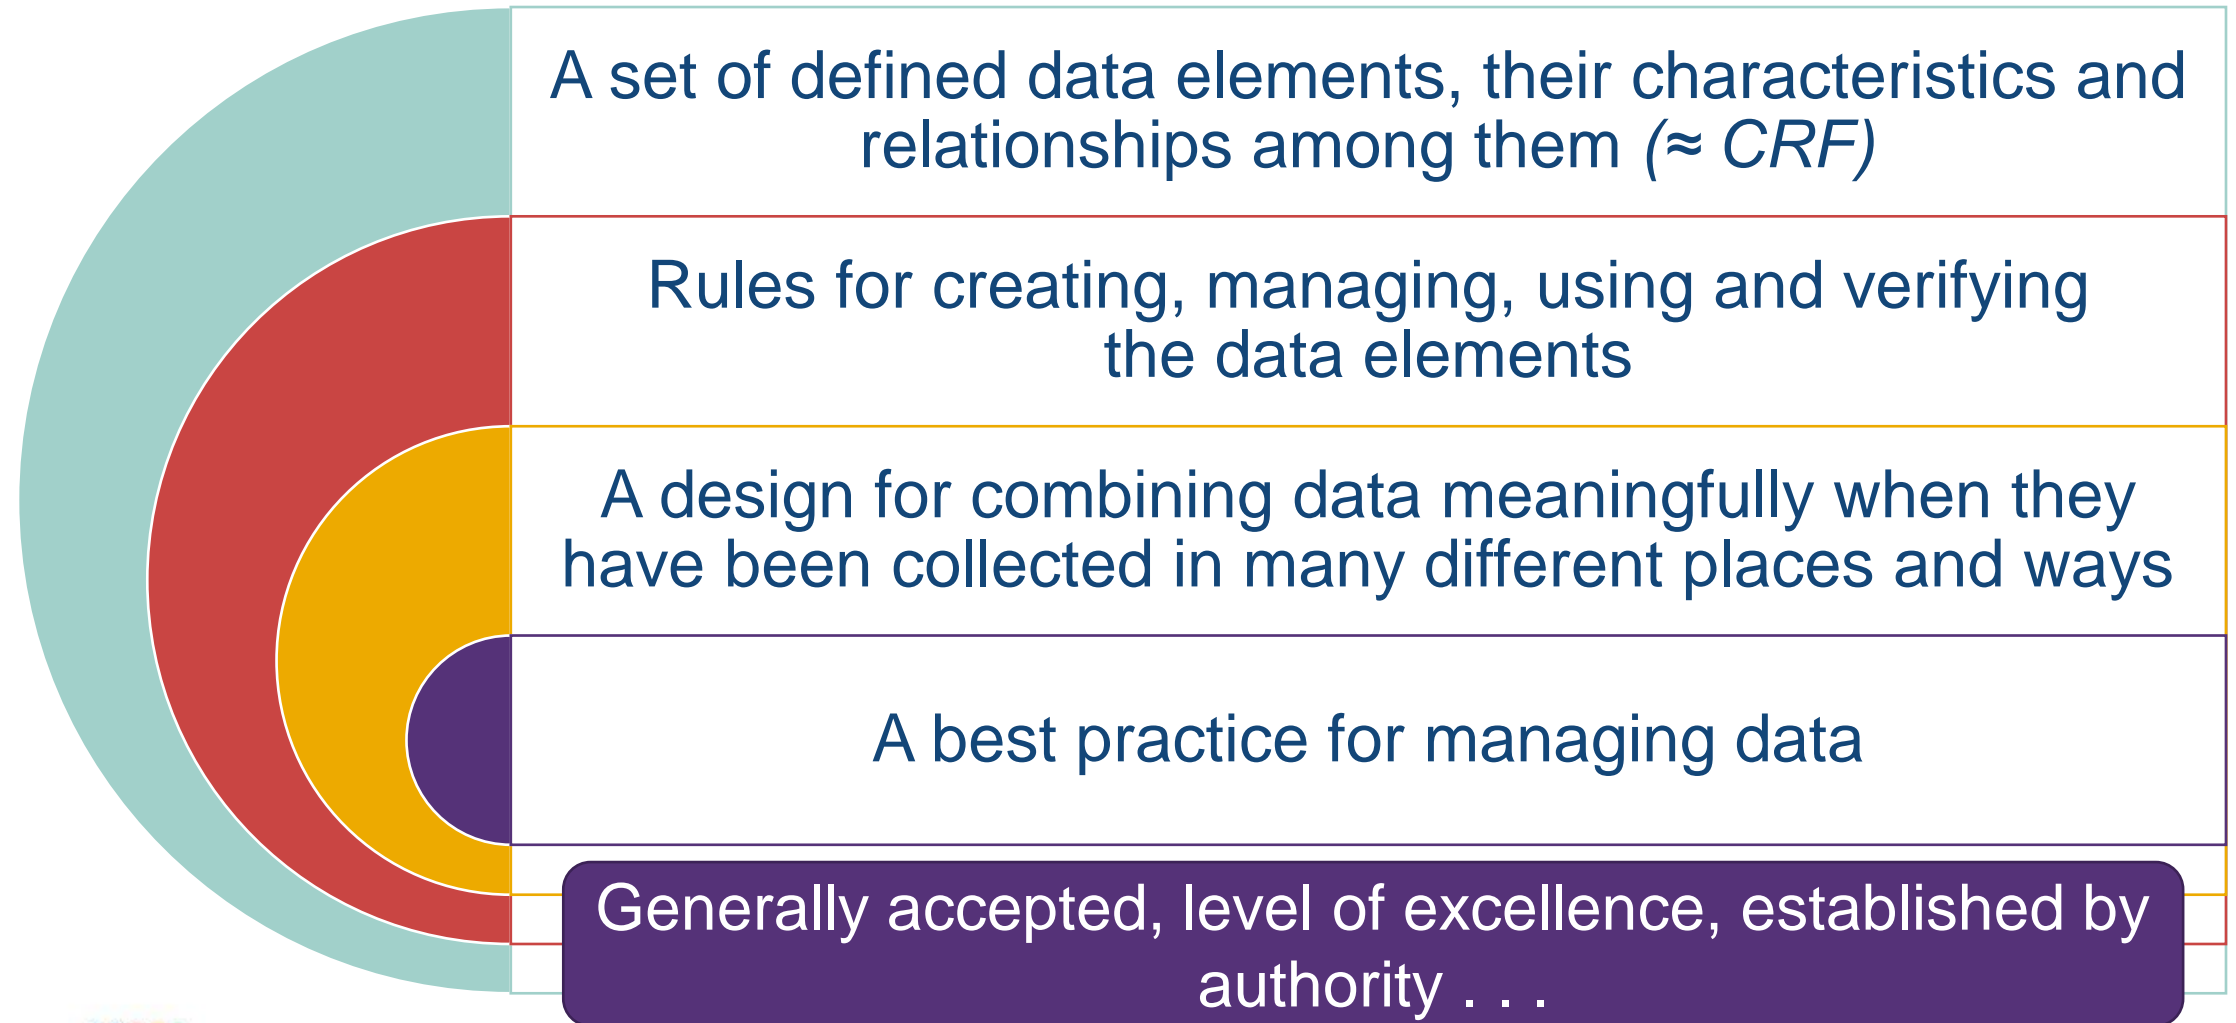 A set of defined data elements, their characteristics and
relationships among them (≈ CRF)
Rules for creating, managing, using and verifying
the data elements
A design for combining data meaningfully when they
have been collected in many different places and ways
A best practice for managing data
Generally accepted, level of excellence, established by
authority . . .